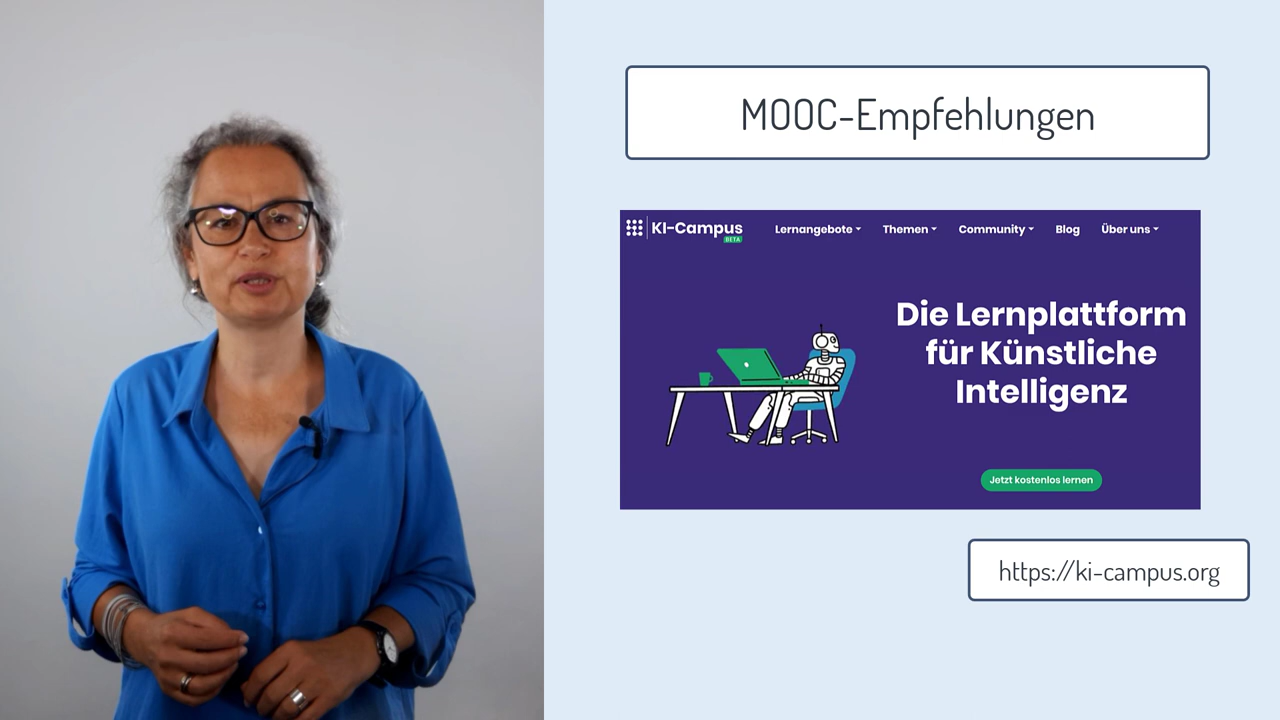 MOOC-Empfehlungen
KI-Campus
BETA
Lernangebote Themen Community Blog Über uns
Die Lernplattform
für Künstliche
Intelligenz
Jetzt kostenlos lernen
https://ki-campus.org